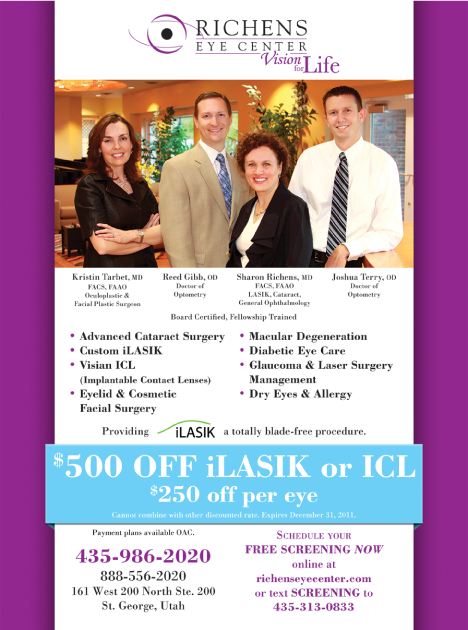 RICHENS
EYE CENTER
Vision
for Life
Kristin Tarbet, MD
FACS, FAAO
Oculoplastic &
Facial Plastic Surgeon
Reed Gibb, OD
Doctor of
Optometry
Sharon Richens, MD
FACS, FAAO
LASIK, Cataract,
General Ophthalmology
Joshua Terry, OD
Doctor of
Optometry
Board Certified, Fellowship Trained
• Advanced Cataract Surgery
• Custom iLASIK
• Visian ICL
(Implantable Contact Lenses)
• Eyelid & Cosmetic
Facial Surgery
• Macular Degeneration
• Diabetic Eye Care
• Glaucoma & Laser Surgery
Management
• Dry Eyes & Allergy
Providing iLASIK a totally blade-free procedure.
$500 OFF iLASIK or ICL
$250 off per eye
Cannot combine with other discounted rate. Expires December 31, 2011.
Payment plans available OAC.
435-986-2020
888-556-2020
161 West 200 North Ste. 200
St. George, Utah
SCHEDULE YOUR
FREE SCREENING NOW
online at
richenseyecenter.com
or text SCREENING to
435-313-0833